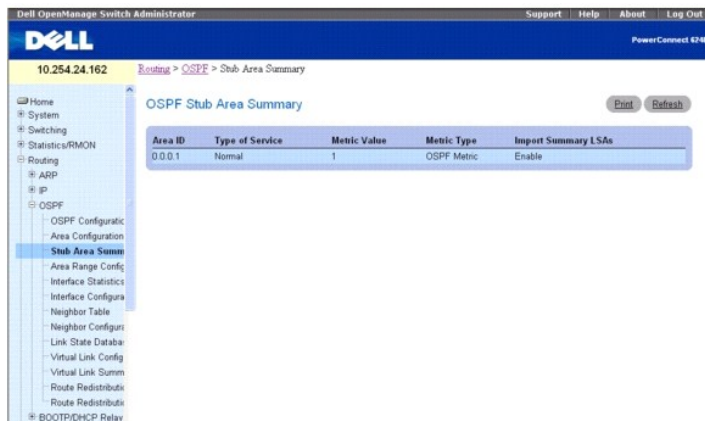 Dell OpenManage Switch Administrator
Support Help About Log Out
DELL
PowerConnect 6248
10.254.24.162
Routing > OSPF > Stub Area Summary
Home
System
Switching
Statistics/RMON
Routing
ARP
IP
OSPF
OSPF Configuratic
Area Configuration
Stub Area Summ
Area Range Config
Interface Statistics
Interface Configura
Neighbor Table
Neighbor Configura
Link State Databa
Virtual Link Config
Virtual Link Summ
Route Redistributic
Route Redistributic
BOOTP/DHCP Relay
OSPF Stub Area Summary
Print Refresh
Area ID Type of Service Metric Value Metric Type Import Summary LSAs
0.0.0.1 Normal 1 OSPF Metric Enable